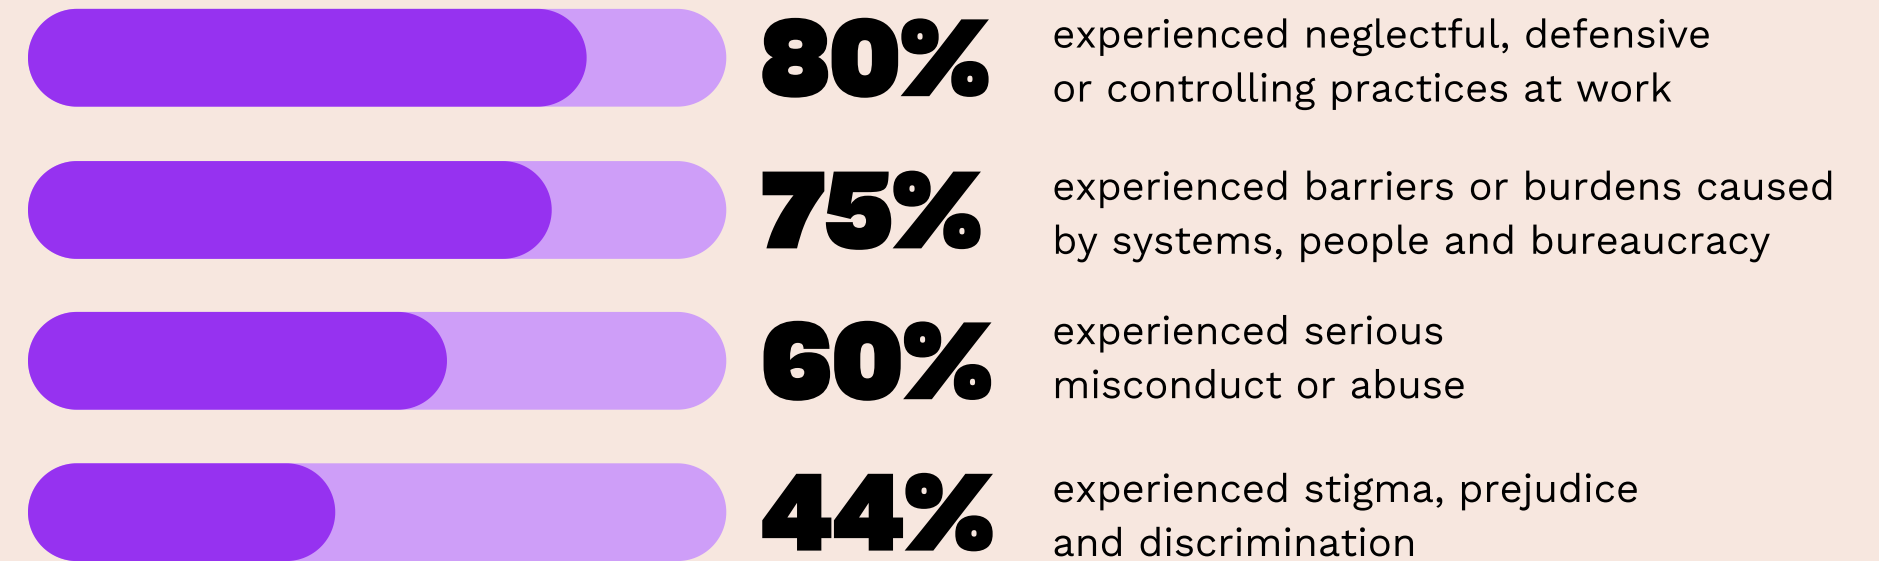 80%
experienced neglectful, defensive
or controlling practices at work
75%
experienced barriers or burdens caused
by systems, people and bureaucracy
60%
experienced serious
misconduct or abuse
44%
experienced stigma, prejudice
and discrimination